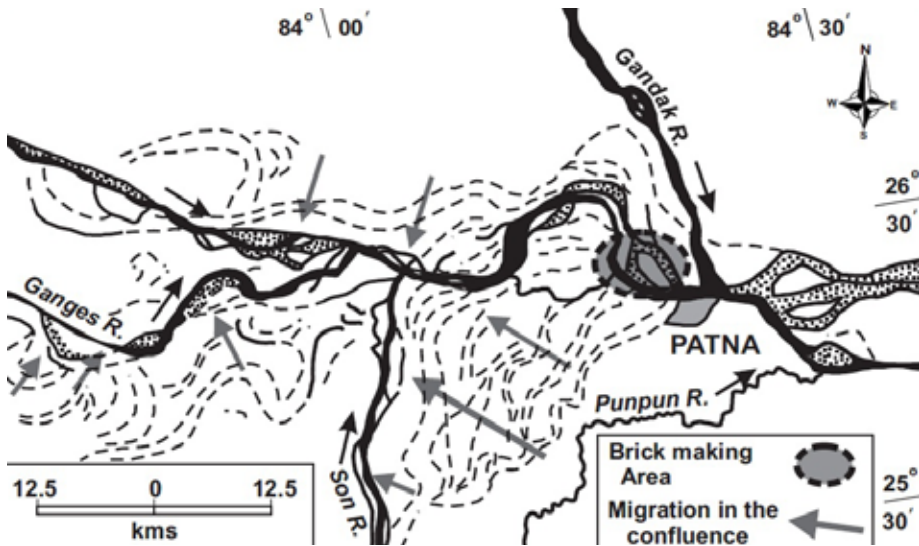 84° 00′
84° 30′
Gandak R.
N
W E
S
26°
30′
Ganges R.
PATNA
Punpun R.
Son R.
12.5 0 12.5
kms
Brick making
Area
Migration in the
confluence
25°
30′